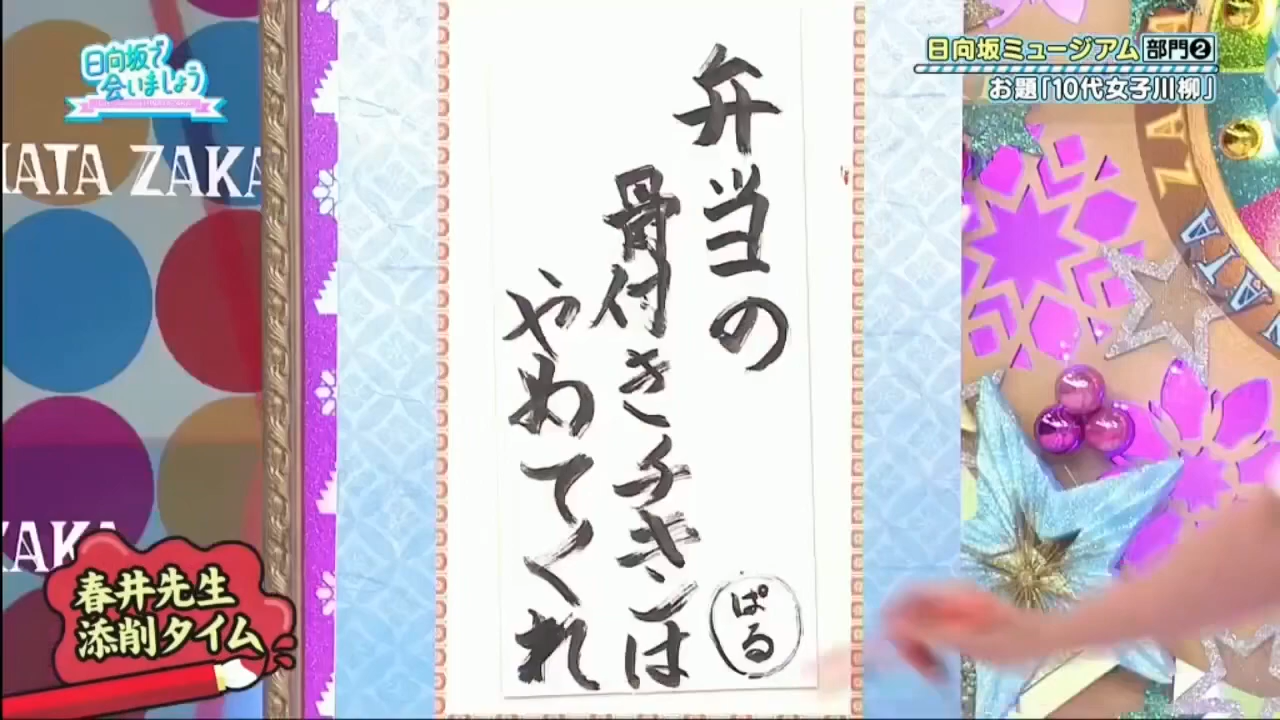 日向坂で
会いましょう
日向坂ミュージアム 部門❷
お題「10代女子川柳」
IATA ZAKA
弁当の
骨付きチキンは
やめてくれ
ぱる
ZAKA
春井先生
添削タイム